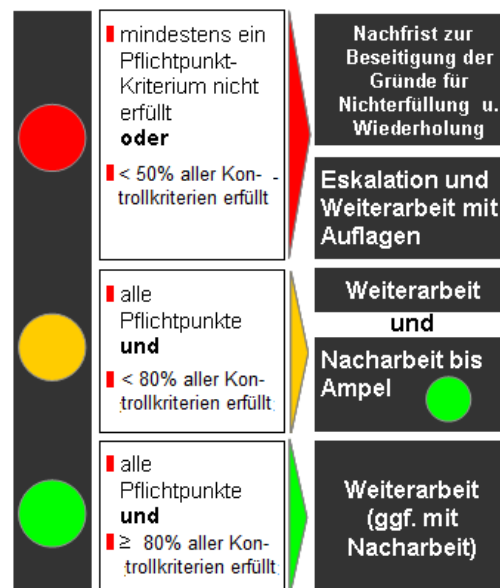 mindestens ein
Pflichtpunkt-
Kriterium nicht
erfüllt
oder
< 50% aller Kon-
trollkriterien erfüllt
Nachfrist zur
Beseitigung der
Gründe für
Nichterfüllung u.
Wiederholung
Eskalation und
Weiterarbeit mit
Auflagen
alle
Pflichtpunkte
und
< 80% aller Kon-
trollkriterien erfüllt
Weiterarbeit
und
Nacharbeit bis
Ampel
alle
Pflichtpunkte
und
≥ 80% aller Kon-
trollkriterien erfüllt
Weiterarbeit
(ggf. mit
Nacharbeit)